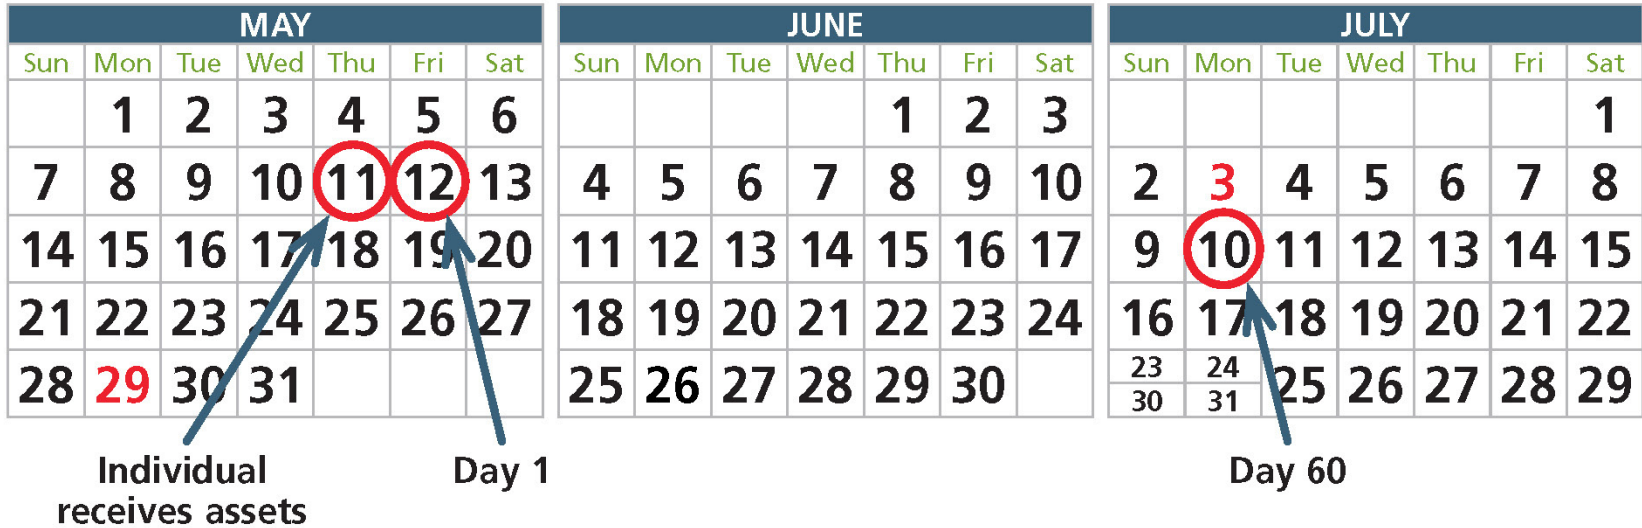 MAY
Sun Mon Tue Wed Thu Fri Sat
1 2 3 4 5 6
7 8 9 10 11 12 13
14 15 16 17 18 19 20
21 22 23 24 25 26 27
28 29 30 31
JUNE
Sun Mon Tue Wed Thu Fri Sat
1 2 3
4 5 6 7 8 9 10
11 12 13 14 15 16 17
18 19 20 21 22 23 24
25 26 27 28 29 30
JULY
Sun Mon Tue Wed Thu Fri Sat
1
2 3 4 5 6 7 8
9 10 11 12 13 14 15
16 17 18 19 20 21 22
23 24 25 26 27 28 29
30 31
Individual
receives assets
Day 1
Day 60